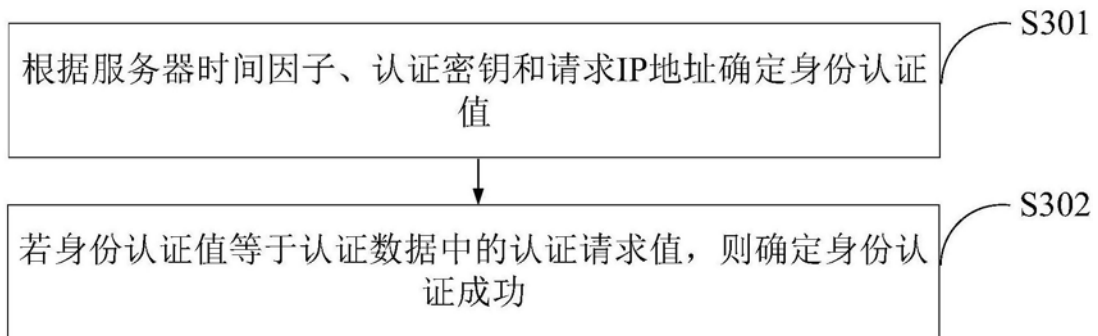 S301
根据服务器时间因子、认证密钥和请求IP地址确定身份认证
值
S302
若身份认证值等于认证数据中的认证请求值，则确定身份认
证成功